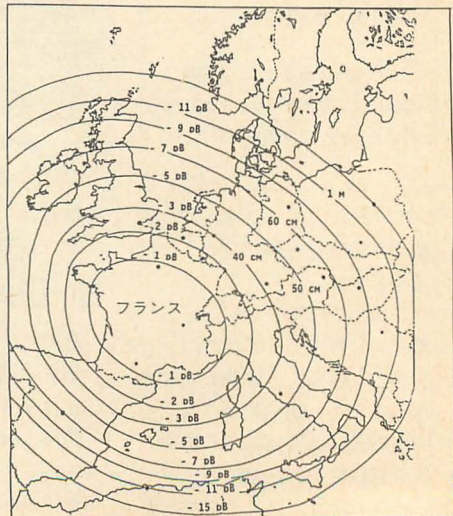 - 11 dB
- 9 dB
- 7 dB
- 5 dB
- 3 dB
- 2 dB
- 1 dB
1 M
60 CM
40 CM
50 CM
フランス
1 dB
- 2 dB
- 3 dB
- 5 dB
- 7 dB
- 9 dB
- 11 dB
- 15 dB